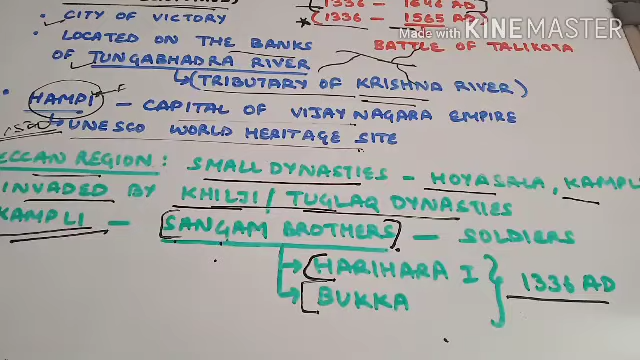 1336 - 1646 AD
CITY OF VICTORY
* (1336 - 1565 AD)
Made with KINEMASTER
LOCATED ON THE BANKS
BATTLE OF TALIKOTA
OF TUNGABHADRA RIVER
(TRIBUTARY OF KRISHNA RIVER)
HAMPI - CAPITAL OF VIJAYNAGARA EMPIRE
UNESCO WORLD HERITAGE SITE
ECCAN REGION: SMALL DYNASTIES - HOYASALA, KAMPLI
INVADED BY KHILJI/TUGLAQ DYNASTIES
KAMPLI - SANGAM BROTHERS - SOLDIERS
HARIHARA I
1336 AD
BUKKA